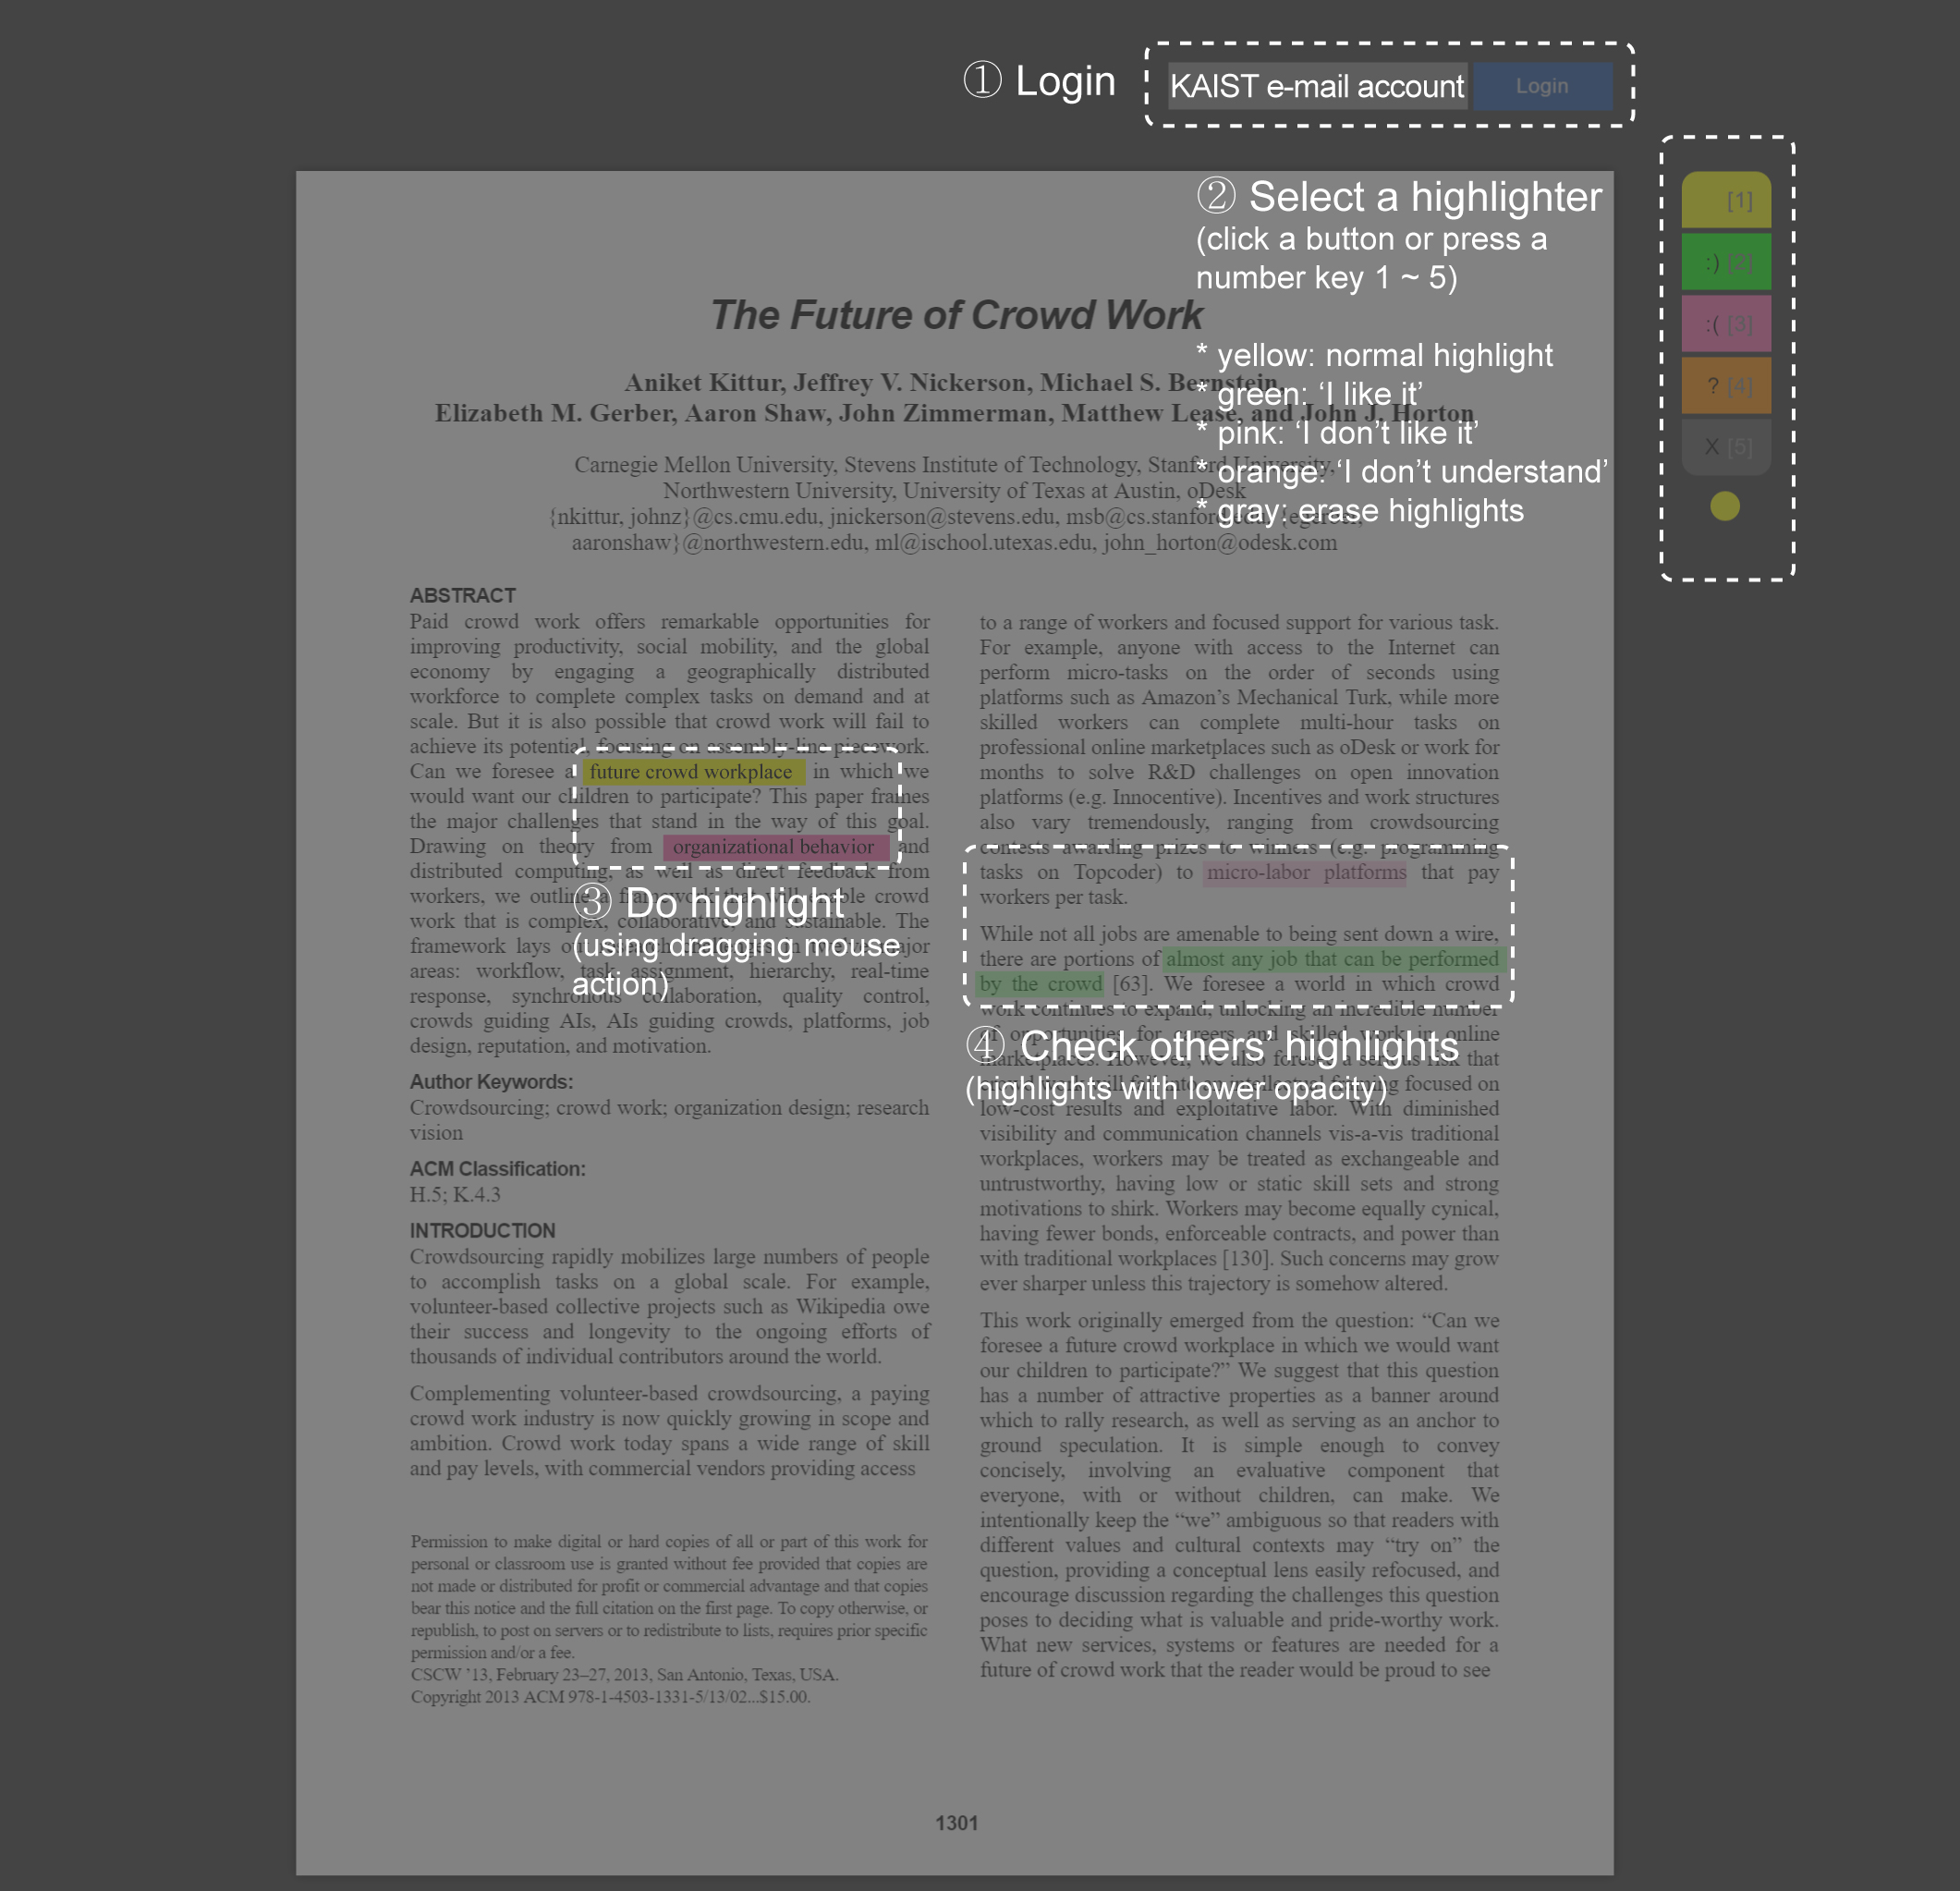 ① Login
KAIST e-mail account
Login
② Select a highlighter
(click a button or press a
number key 1 ~ 5)
* yellow: normal highlight
* green: ‘I like it’
* pink: ‘I don’t like it’
* orange: ‘I don’t understand’
* gray: erase highlights
[1]
:) [2]
:( [3]
? [4]
X [5]
The Future of Crowd Work
Aniket Kittur, Jeffrey V. Nickerson, Michael S. Bernstein,
Elizabeth M. Gerber, Aaron Shaw, John Zimmerman, Matthew Lease, and John J. Horton
Carnegie Mellon University, Stevens Institute of Technology, Stanford University,
Northwestern University, University of Texas at Austin, oDesk
{nkittur, johnz}@cs.cmu.edu, jnickerson@stevens.edu, msb@cs.stanford.edu, {egerber,
aaronshaw}@northwestern.edu, ml@ischool.utexas.edu, john_horton@odesk.com
ABSTRACT
Paid crowd work offers remarkable opportunities for
improving productivity, social mobility, and the global
economy by engaging a geographically distributed
workforce to complete complex tasks on demand and at
scale. But it is also possible that crowd work will fail to
achieve its potential, focusing on assembly-line piecework.
Can we foresee a future crowd workplace in which we
would want our children to participate? This paper frames
the major challenges that stand in the way of this goal.
Drawing on theory from organizational behavior and
distributed computing, as well as direct feedback from
workers, we outline a framework that will enable crowd
work that is complex, collaborative, and sustainable. The
framework lays out research challenges in twelve major
areas: workflow, task assignment, hierarchy, real-time
response, synchronous collaboration, quality control,
crowds guiding AIs, AIs guiding crowds, platforms, job
design, reputation, and motivation.
③ Do highlight
(using dragging mouse
action)
Author Keywords:
Crowdsourcing; crowd work; organization design; research
vision
ACM Classification:
H.5; K.4.3
INTRODUCTION
Crowdsourcing rapidly mobilizes large numbers of people
to accomplish tasks on a global scale. For example,
volunteer-based collective projects such as Wikipedia owe
their success and longevity to the ongoing efforts of
thousands of individual contributors around the world.
Complementing volunteer-based crowdsourcing, a paying
crowd work industry is now quickly growing in scope and
ambition. Crowd work today spans a wide range of skill
and pay levels, with commercial vendors providing access
Permission to make digital or hard copies of all or part of this work for
personal or classroom use is granted without fee provided that copies are
not made or distributed for profit or commercial advantage and that copies
bear this notice and the full citation on the first page. To copy otherwise, or
republish, to post on servers or to redistribute to lists, requires prior specific
permission and/or a fee.
CSCW ’13, February 23–27, 2013, San Antonio, Texas, USA.
Copyright 2013 ACM 978-1-4503-1331-5/13/02...$15.00.
to a range of workers and focused support for various task.
For example, anyone with access to the Internet can
perform micro-tasks on the order of seconds using
platforms such as Amazon’s Mechanical Turk, while more
skilled workers can complete multi-hour tasks on
professional online marketplaces such as oDesk or work for
months to solve R&D challenges on open innovation
platforms (e.g. Innocentive). Incentives and work structures
also vary tremendously, ranging from crowdsourcing
contests awarding prizes to winners (e.g. programming
tasks on Topcoder) to micro-labor platforms that pay
workers per task.
While not all jobs are amenable to being sent down a wire,
there are portions of almost any job that can be performed
by the crowd [63]. We foresee a world in which crowd
work continues to expand, unlocking an incredible number
of opportunities for careers and skilled work in online
marketplaces. However, we also foresee a serious risk that
crowd work will fall into an intellectual framing focused on
low-cost results and exploitative labor. With diminished
visibility and communication channels vis-a-vis traditional
workplaces, workers may be treated as exchangeable and
untrustworthy, having low or static skill sets and strong
motivations to shirk. Workers may become equally cynical,
having fewer bonds, enforceable contracts, and power than
with traditional workplaces [130]. Such concerns may grow
ever sharper unless this trajectory is somehow altered.
④ Check others’ highlights
(highlights with lower opacity)
This work originally emerged from the question: “Can we
foresee a future crowd workplace in which we would want
our children to participate?” We suggest that this question
has a number of attractive properties as a banner around
which to rally research, as well as serving as an anchor to
ground speculation. It is simple enough to convey
concisely, involving an evaluative component that
everyone, with or without children, can make. We
intentionally keep the “we” ambiguous so that readers with
different values and cultural contexts may “try on” the
question, providing a conceptual lens easily refocused, and
encourage discussion regarding the challenges this question
poses to deciding what is valuable and pride-worthy work.
What new services, systems or features are needed for a
future of crowd work that the reader would be proud to see
1301